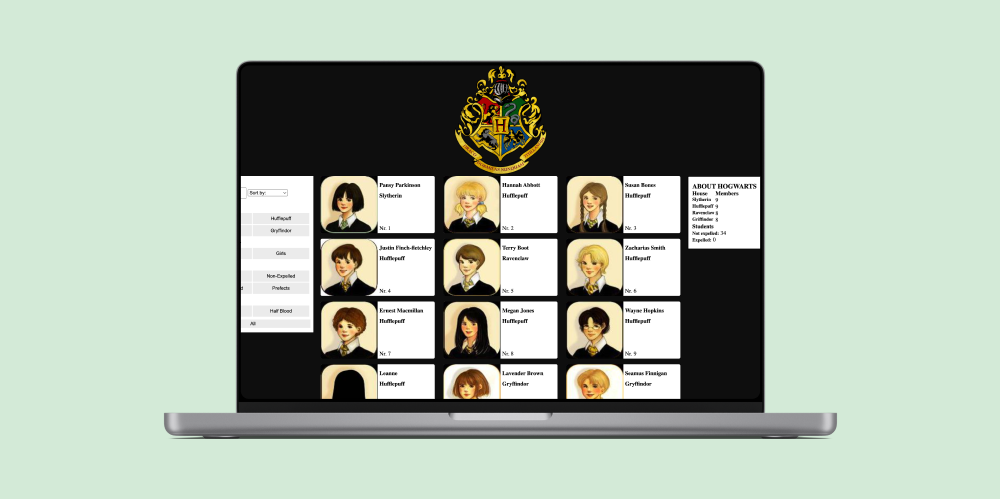 H
Sort by:
Hufflepuff
Gryffindor
Girls
Non-Expelled
d Prefects
Half Blood
All
Pansy Parkinson
Slytherin
Nr. 1
Hannah Abbott
Hufflepuff
Nr. 2
Susan Bones
Hufflepuff
Nr. 3
Justin Finch-fletchley
Hufflepuff
Nr. 4
Terry Boot
Ravenclaw
Nr. 5
Zacharias Smith
Hufflepuff
Nr. 6
Ernest Macmillan
Hufflepuff
Nr. 7
Megan Jones
Hufflepuff
Nr. 8
Wayne Hopkins
Hufflepuff
Nr. 9
Leanne
Hufflepuff
Lavender Brown
Gryffindor
Seamus Finnigan
Gryffindor
ABOUT HOGWARTS
House Members
Slytherin 9
Hufflepuff 9
Ravenclaw 8
Griffindor 8
Students
Not expelled: 34
Expelled: 0